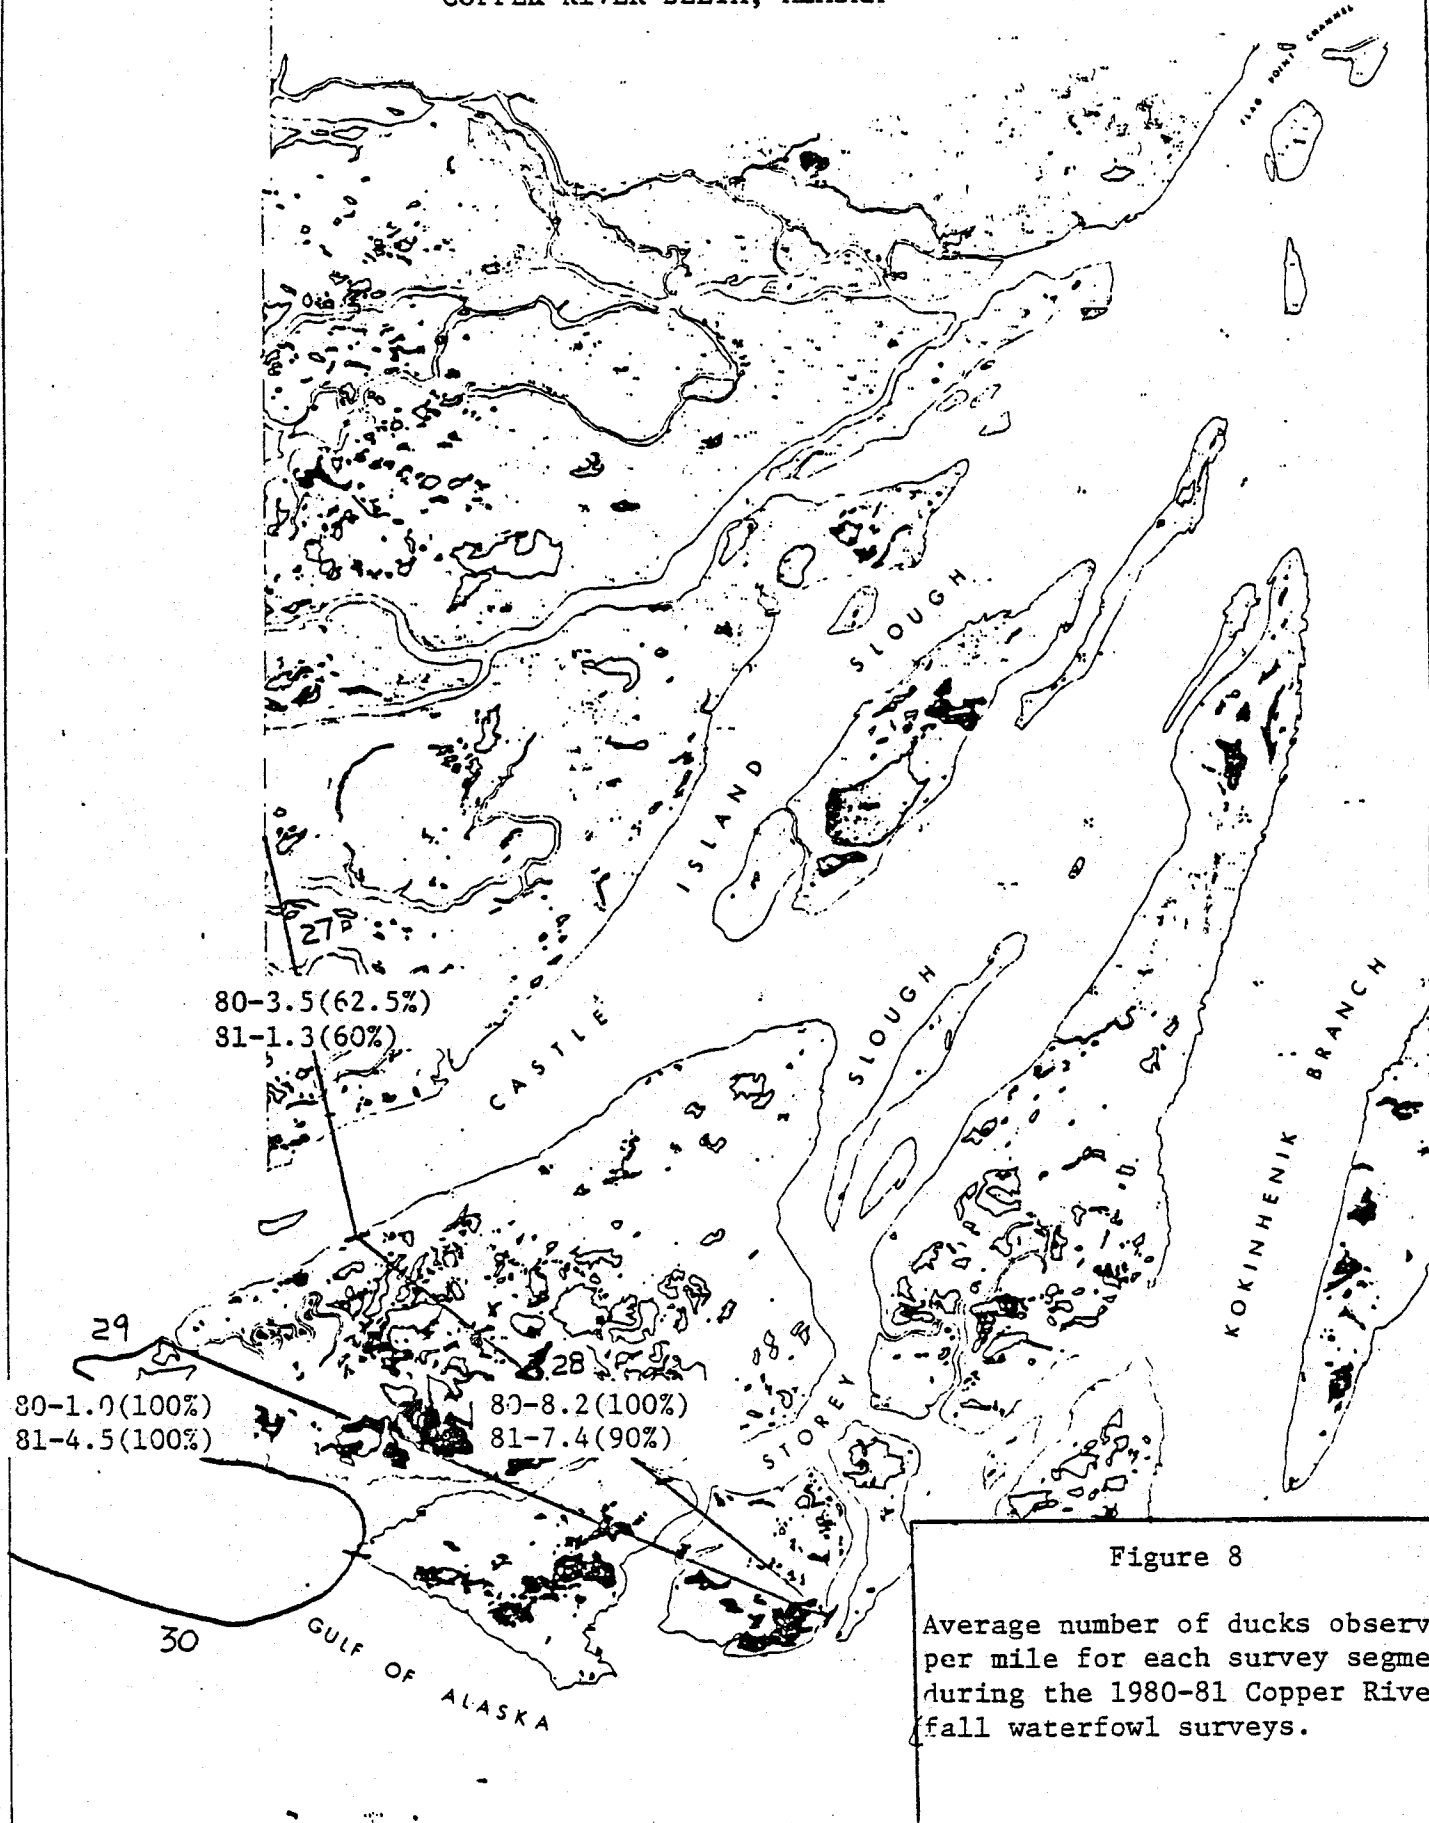 COPPER RIVER DELTA, ALASKA
FLAG POINT CHANNEL
CASTLE ISLAND SLOUGH
27
80-3.5(62.5%)
81-1.3(60%)
STOREY SLOUGH
KOKINHENIK BRANCH
29
80-1.0(100%)
81-4.5(100%)
28
80-8.2(100%)
81-7.4(90%)
30
GULF OF ALASKA
Figure 8
Average number of ducks observ
per mile for each survey segme
during the 1980-81 Copper Rive
fall waterfowl surveys.